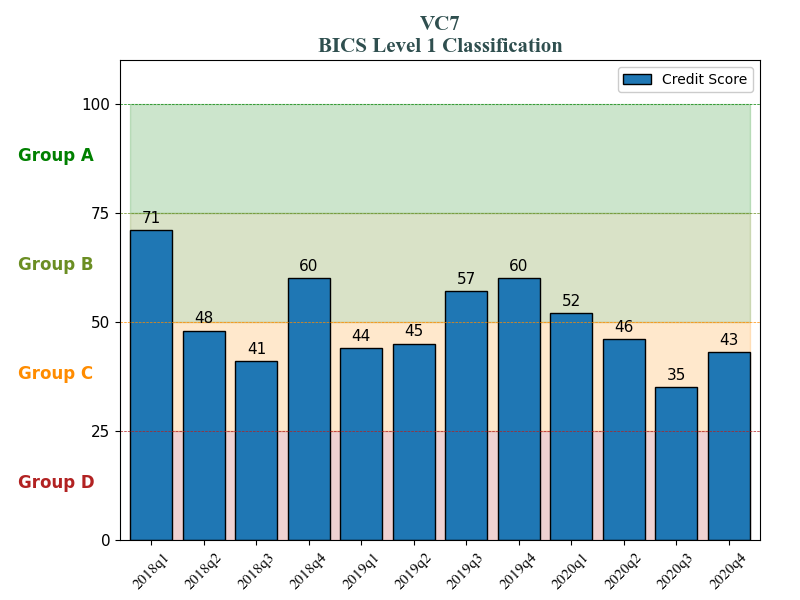 VC7
BICS Level 1 Classification
Credit Score
100
Group A
75
71
Group B
60
57
60
52
50
48
41
44
45
46
35
43
Group C
25
Group D
0
2018q1
2018q2
2018q3
2018q4
2019q1
2019q2
2019q3
2019q4
2020q1
2020q2
2020q3
2020q4